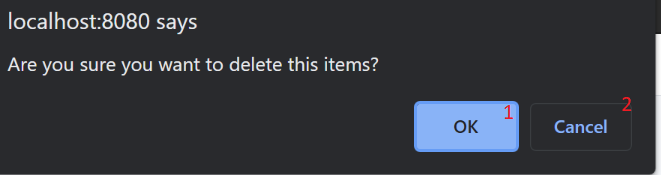 localhost:8080 says
Are you sure you want to delete this items?
OK 1 Cancel 2